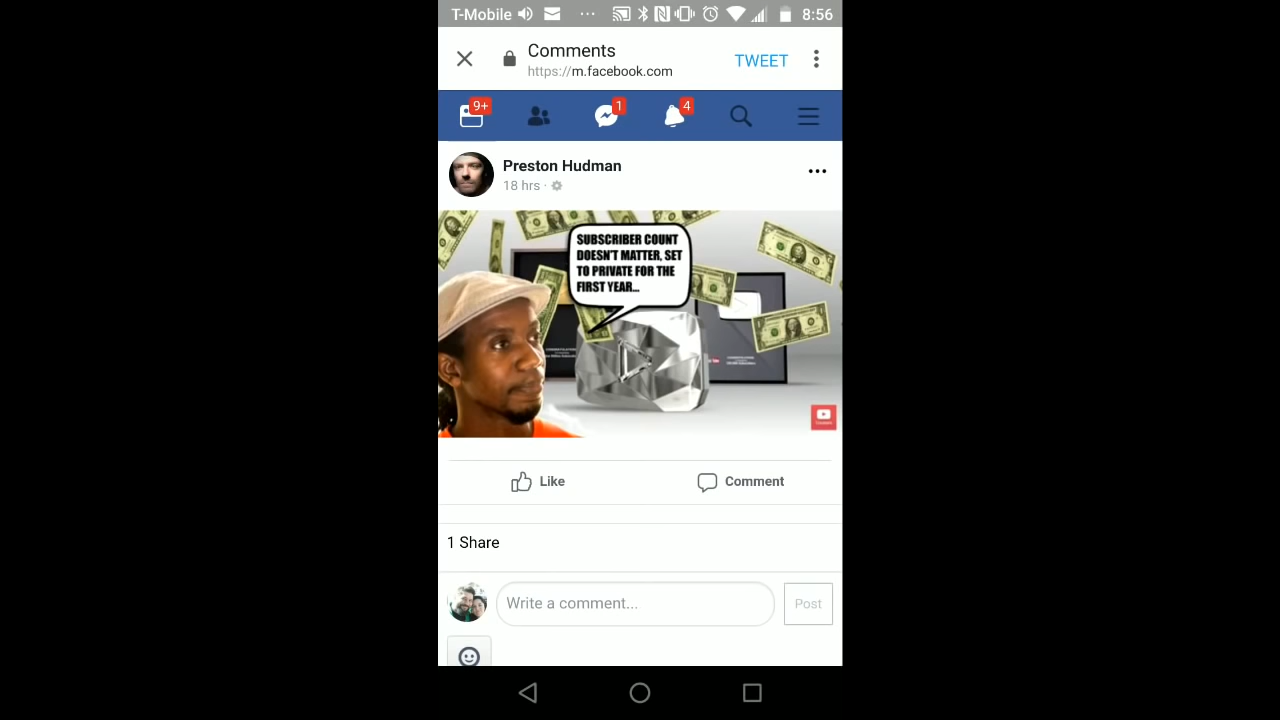 T-Mobile 8:56
Comments
https://m.facebook.com
TWEET
9+ 1 4
Preston Hudman
18 hrs ·
SUBSCRIBER COUNT
DOESN'T MATTER, SET
TO PRIVATE FOR THE
FIRST YEAR...
Like Comment
1 Share
Write a comment... Post